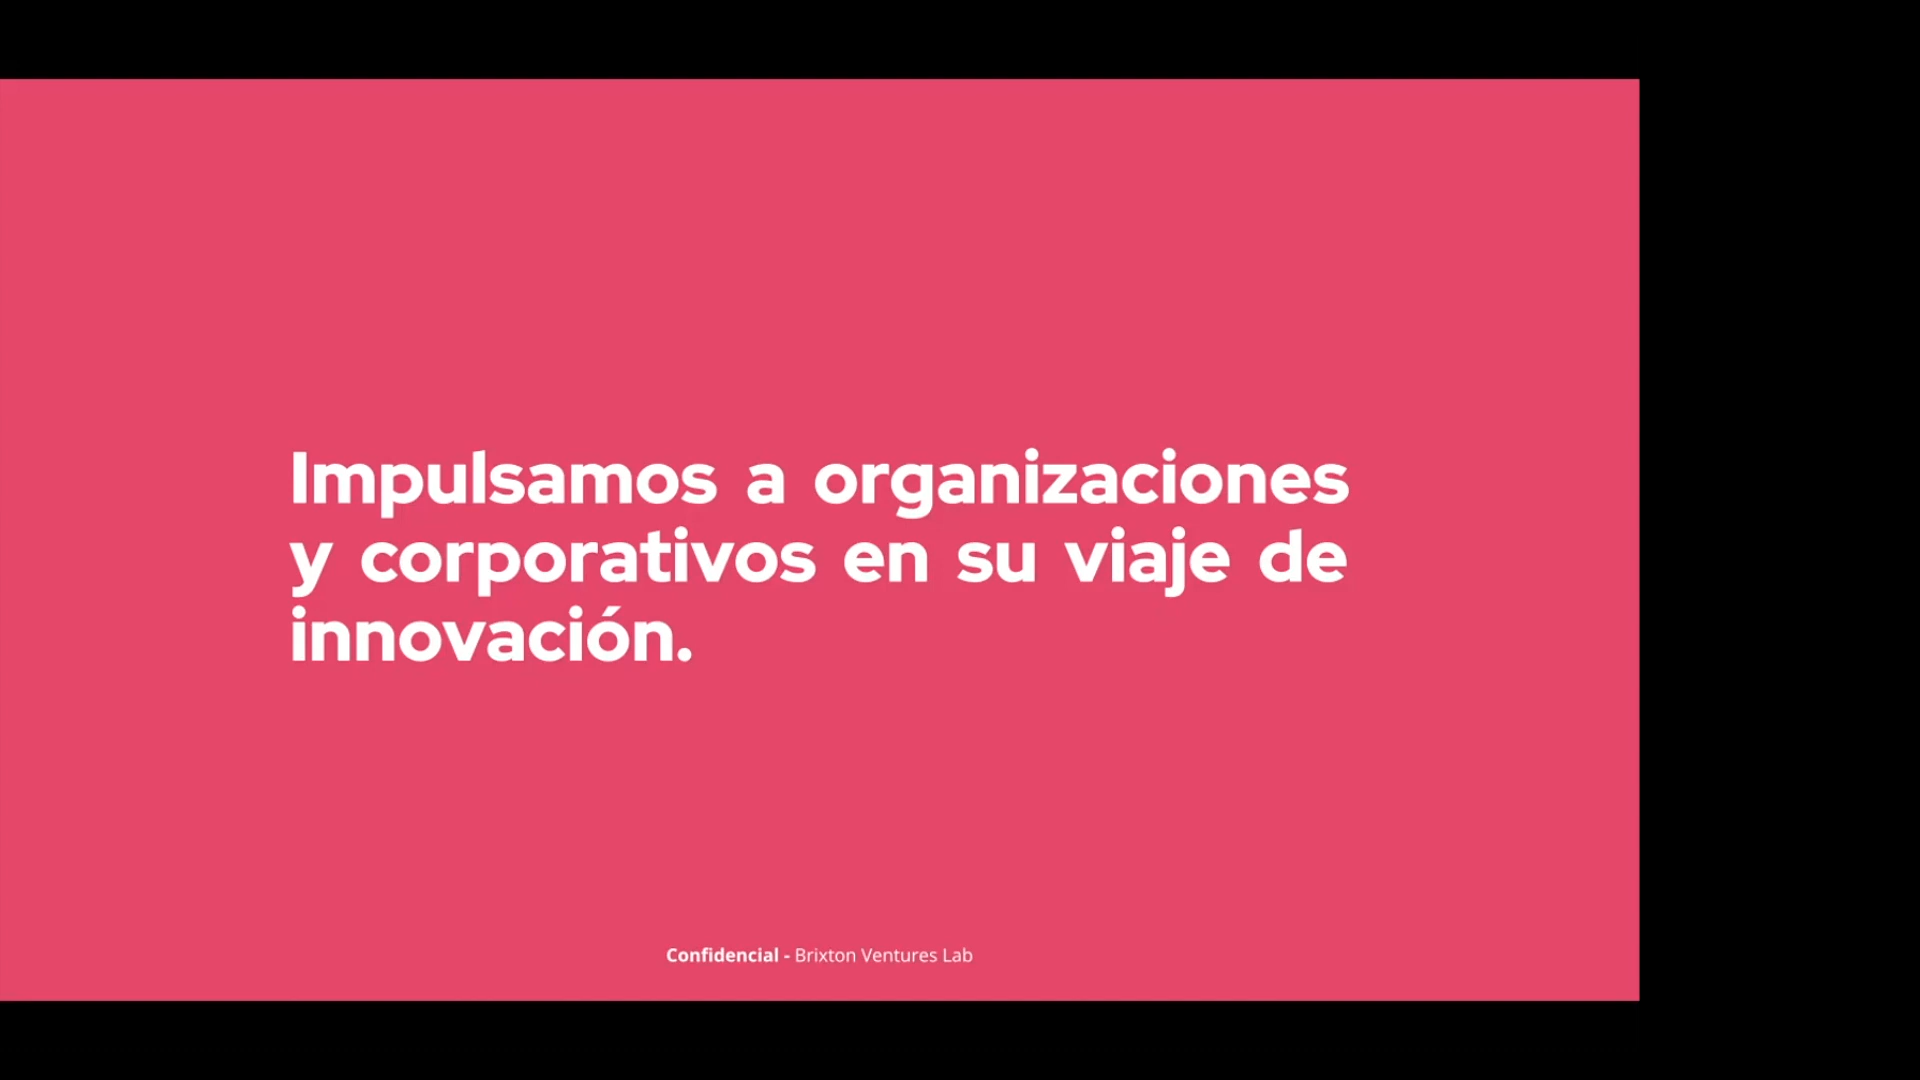 Impulsamos a organizaciones
y corporativos en su viaje de
innovación.
Confidencial - Brixton Ventures Lab